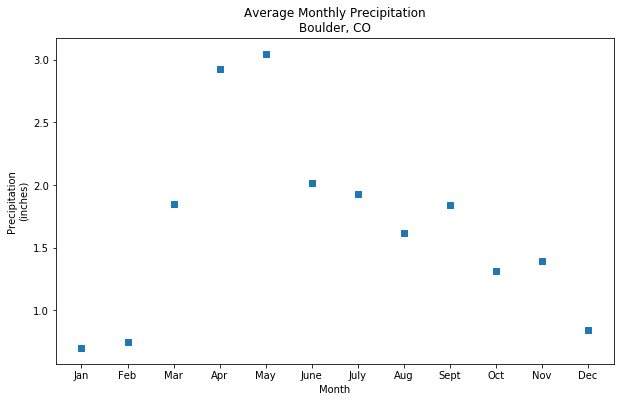 Average Monthly Precipitation
Boulder, CO
Precipitation
(inches)
3.0
2.5
2.0
1.5
1.0
Jan Feb Mar Apr May June July Aug Sept Oct Nov Dec
Month